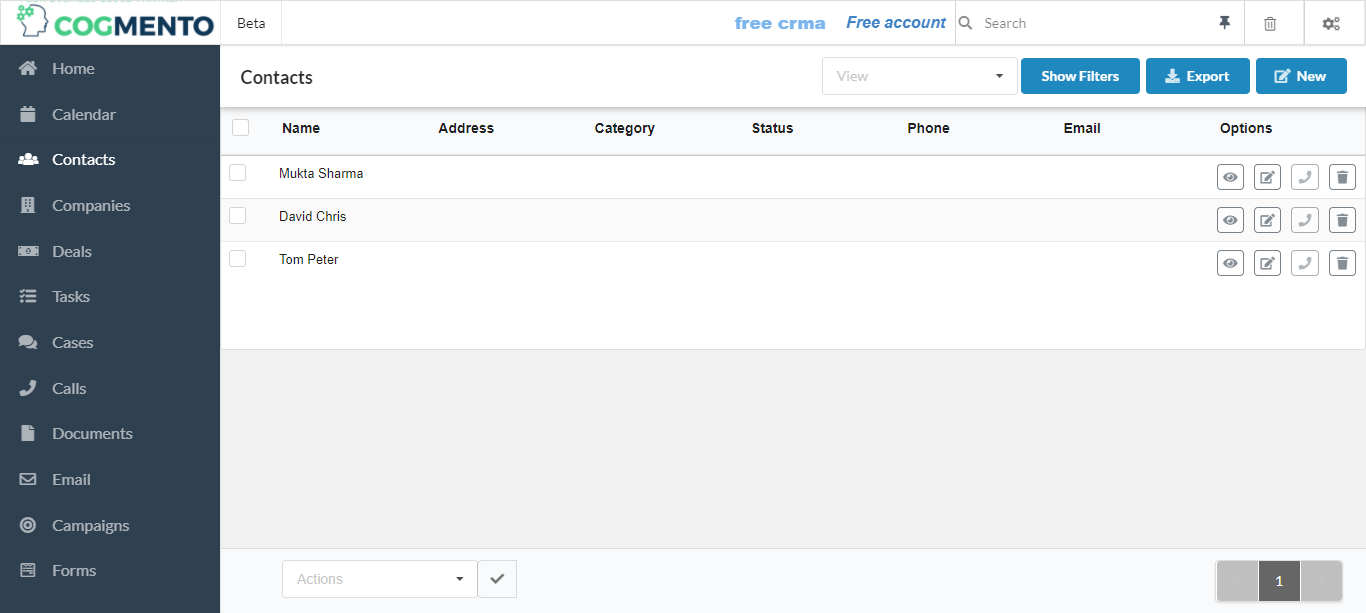 COGMENTO
Beta
free crma
Free account
Search
Home
Calendar
Contacts
Companies
Deals
Tasks
Cases
Calls
Documents
Email
Campaigns
Forms
Contacts
View
Show Filters
Export
New
Name Address Category Status Phone Email Options
Mukta Sharma
David Chris
Tom Peter
Actions
1